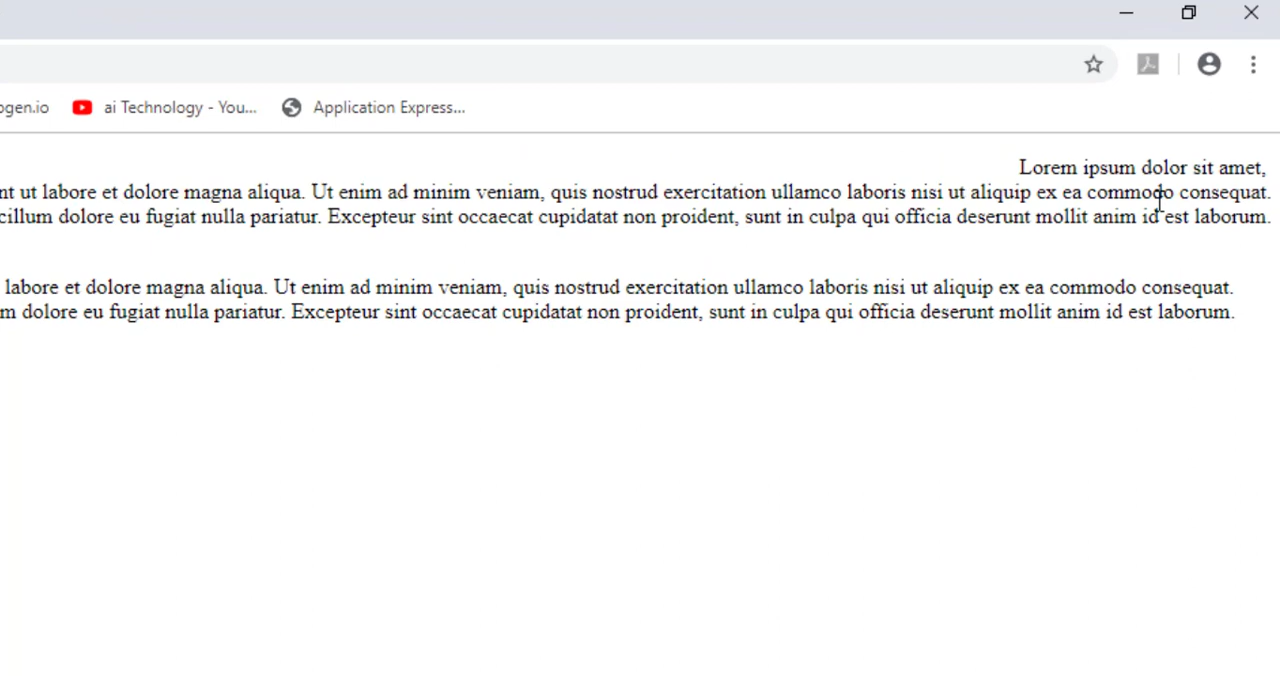 ogen.io ai Technology - You... Application Express...
Lorem ipsum dolor sit amet,
nt ut labore et dolore magna aliqua. Ut enim ad minim veniam, quis nostrud exercitation ullamco laboris nisi ut aliquip ex ea commodo consequat.
cillum dolore eu fugiat nulla pariatur. Excepteur sint occaecat cupidatat non proident, sunt in culpa qui officia deserunt mollit anim id est laborum.
labore et dolore magna aliqua. Ut enim ad minim veniam, quis nostrud exercitation ullamco laboris nisi ut aliquip ex ea commodo consequat.
m dolore eu fugiat nulla pariatur. Excepteur sint occaecat cupidatat non proident, sunt in culpa qui officia deserunt mollit anim id est laborum.